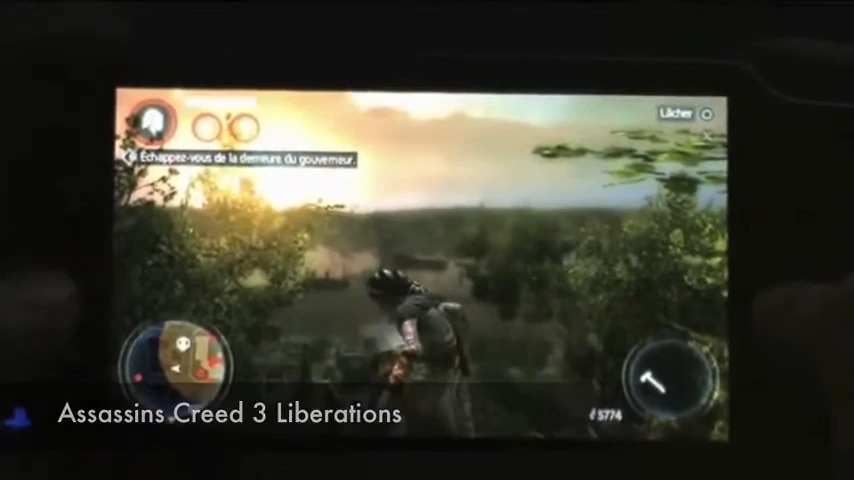 Lâcher
Échappez-vous de la demeure du gouverneur.
5774
Assassins Creed 3 Liberations